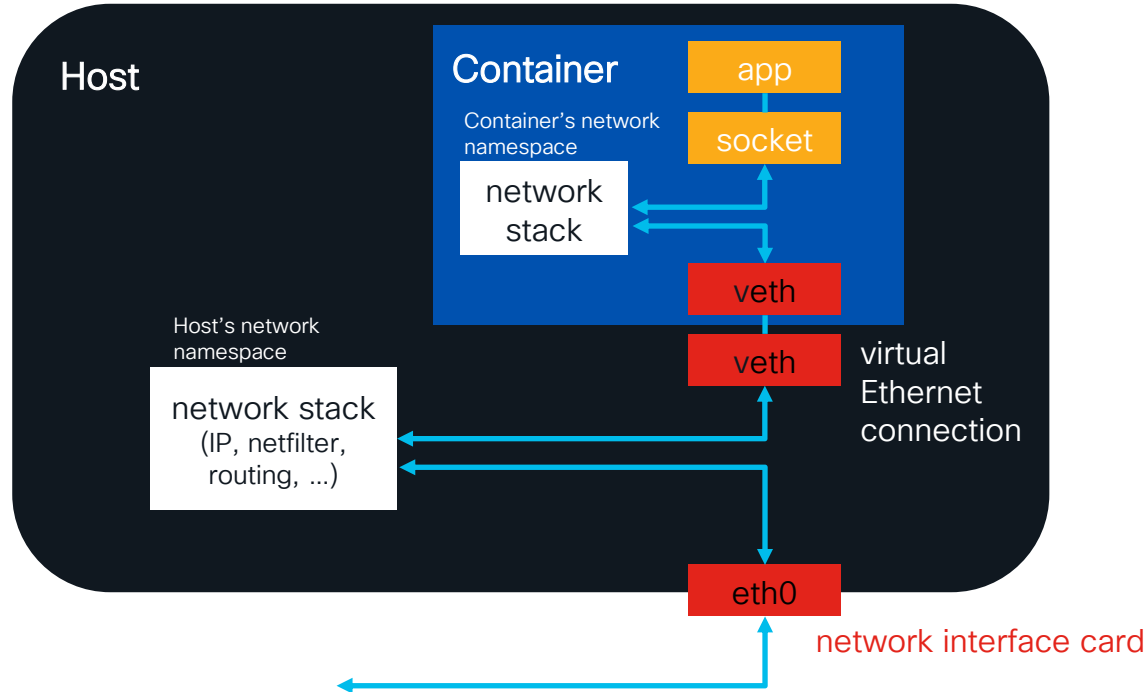 Host
Container
app
Container's network
namespace
socket
network
stack
veth
Host's network
namespace
veth
virtual
Ethernet
connection
network stack
(IP, netfilter,
routing, ...)
eth0
network interface card